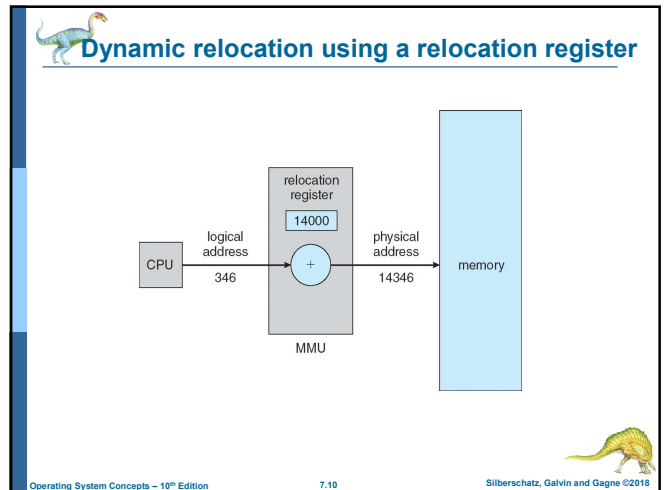 Dynamic relocation using a relocation register
relocation
register
14000
logical
address
346
CPU
+
physical
address
14346
memory
MMU
Operating System Concepts – 10th Edition
7.10
Silberschatz, Galvin and Gagne ©2018